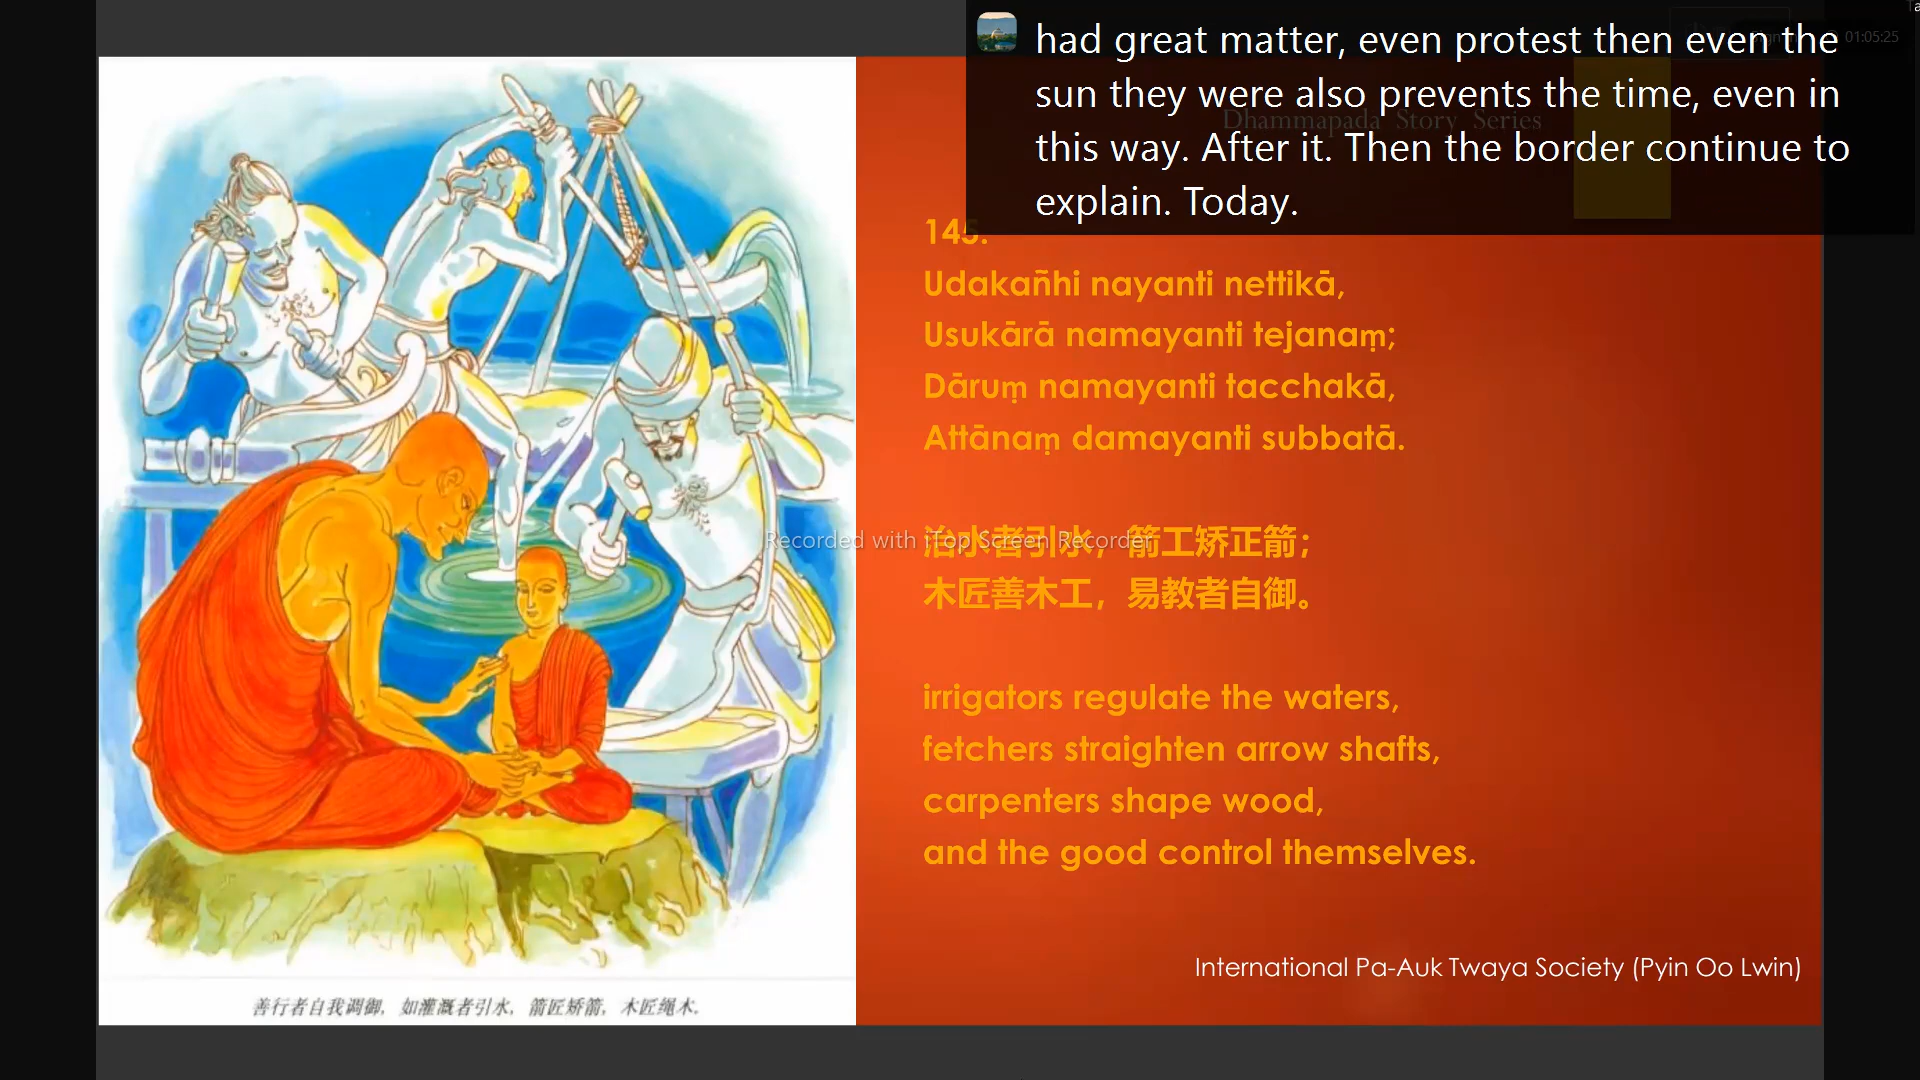 had great matter, even protest then even the
sun they were also prevents the time, even in
this way. After it. Then the border continue to
explain. Today.
Ta
01:05:25
Dhammapada Story Series
145.
Udakañhi nayanti nettikā,
Usukārā namayanti tejanaṃ;
Dāruṃ namayanti tacchakā,
Attānaṃ damayanti subbatā.
治水者引水，箭工矫正箭；
木匠善木工，易教者自御。
Recorded with iTop Screen Recorder
irrigators regulate the waters,
fetchers straighten arrow shafts,
carpenters shape wood,
and the good control themselves.
International Pa-Auk Twaya Society (Pyin Oo Lwin)
善行者自我调御，如灌溉者引水，箭匠矫箭，木匠绳木。